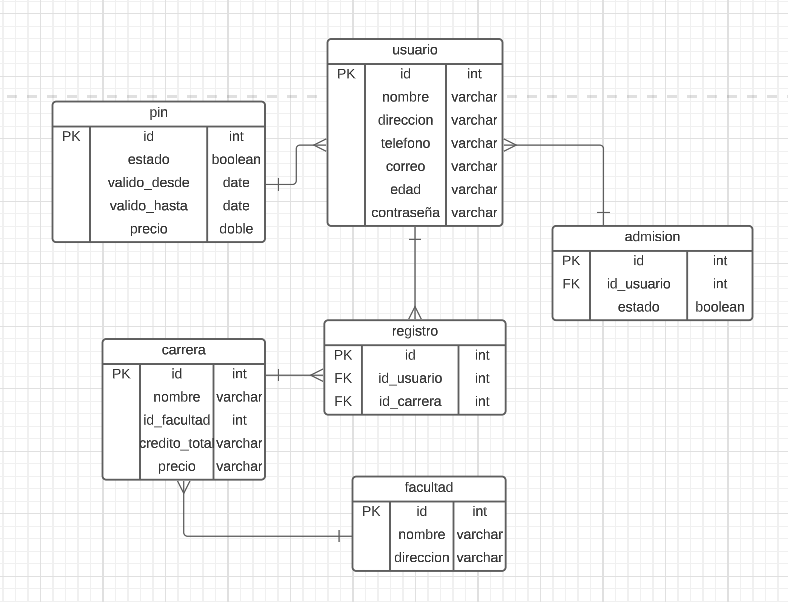 usuario
PK id int
nombre varchar
direccion varchar
telefono varchar
correo varchar
edad varchar
contraseña varchar
pin
PK id int
estado boolean
valido_desde date
valido_hasta date
precio doble
admision
PK id int
FK id_usuario int
estado boolean
registro
PK id int
FK id_usuario int
FK id_carrera int
carrera
PK id int
nombre varchar
id_facultad int
credito_total varchar
precio varchar
facultad
PK id int
nombre varchar
direccion varchar